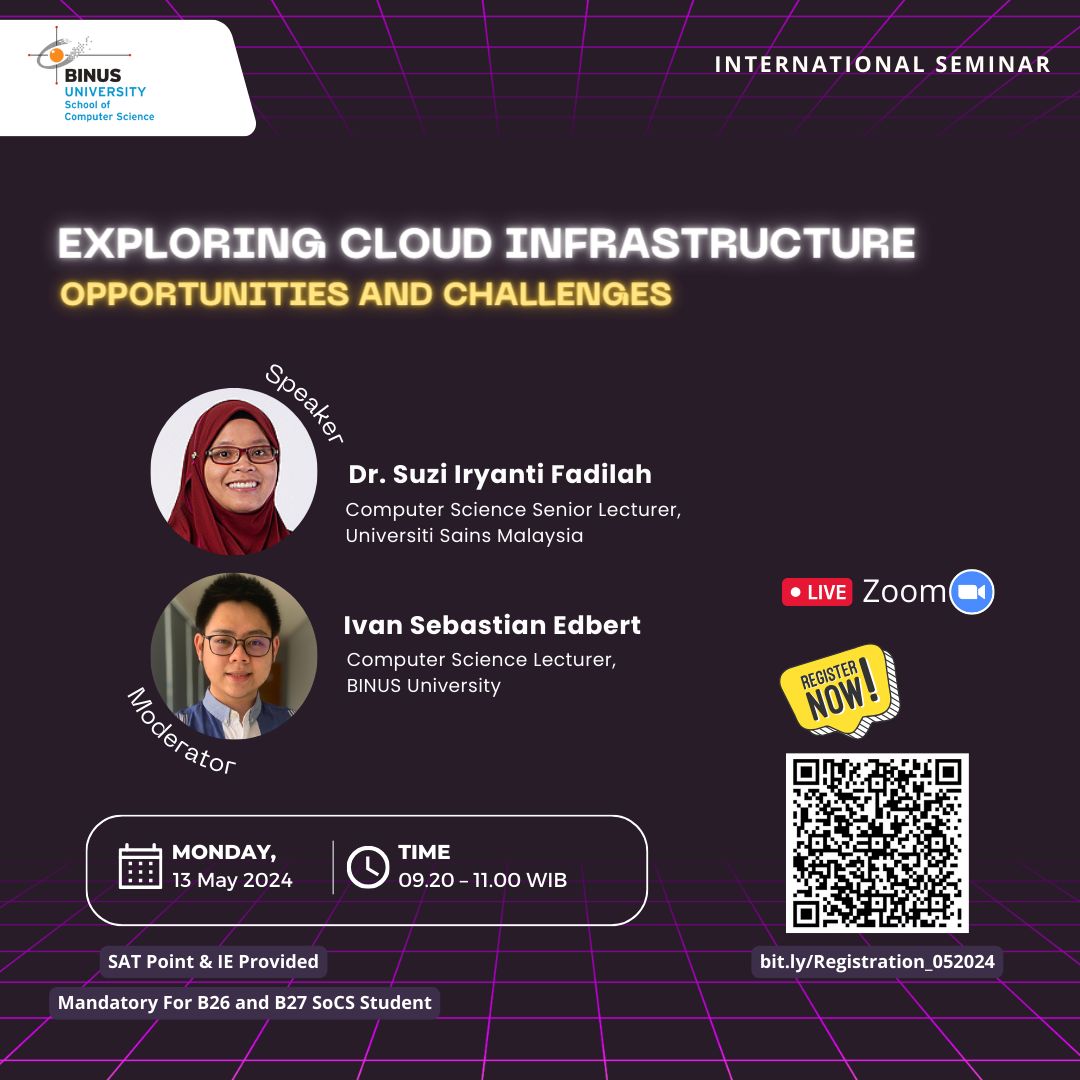 BINUS
UNIVERSITY
School of
Computer Science
INTERNATIONAL SEMINAR
EXPLORING CLOUD INFRASTRUCTURE
OPPORTUNITIES AND CHALLENGES
Speaker
Dr. Suzi Iryanti Fadilah
Computer Science Senior Lecturer,
Universiti Sains Malaysia
Ivan Sebastian Edbert
Computer Science Lecturer,
BINUS University
Moderator
LIVE Zoom
REGISTER
NOW!
MONDAY,
13 May 2024
TIME
09.20 – 11.00 WIB
SAT Point & IE Provided
bit.ly/Registration_052024
Mandatory For B26 and B27 SoCS Student